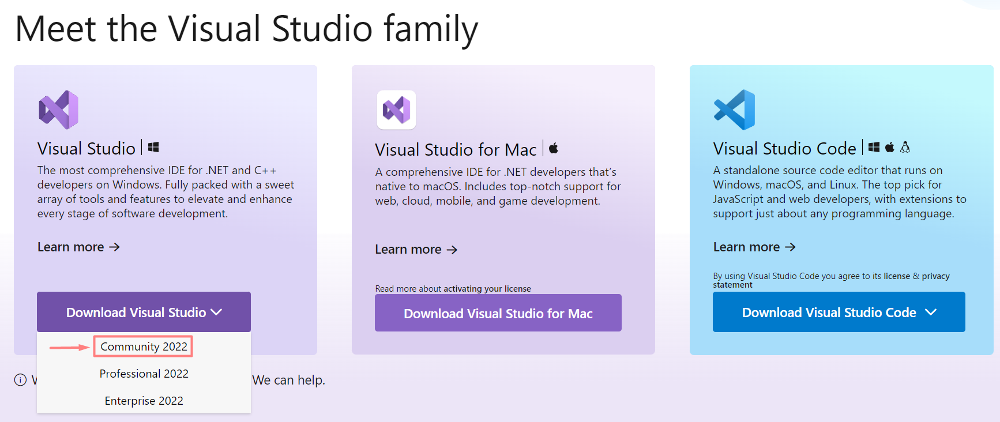 Meet the Visual Studio family
Visual Studio
The most comprehensive IDE for .NET and C++
developers on Windows. Fully packed with a sweet
array of tools and features to elevate and enhance
every stage of software development.
Learn more
Download Visual Studio
Community 2022
Professional 2022
Enterprise 2022
Visual Studio for Mac
A comprehensive IDE for .NET developers that's
native to macOS. Includes top-notch support for
web, cloud, mobile, and game development.
Learn more
Read more about activating your license
Download Visual Studio for Mac
Visual Studio Code
A standalone source code editor that runs on
Windows, macOS, and Linux. The top pick for
JavaScript and web developers, with extensions to
support just about any programming language.
Learn more
By using Visual Studio Code you agree to its license & privacy
statement
Download Visual Studio Code
We can help.